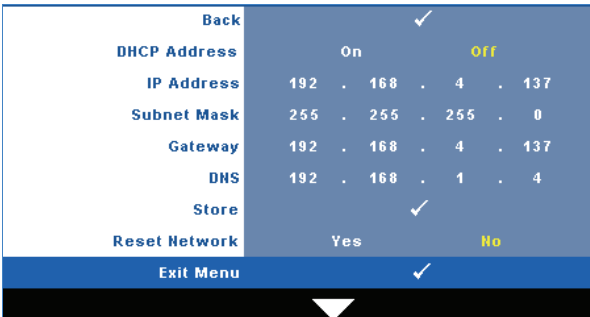 Back ✓
DHCP Address On Off
IP Address 192 . 168 . 4 . 137
Subnet Mask 255 . 255 . 255 . 0
Gateway 192 . 168 . 4 . 137
DNS 192 . 168 . 1 . 4
Store ✓
Reset Network Yes No
Exit Menu ✓